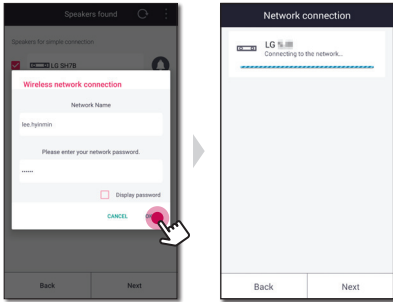 Speakers found
Speakers for simple connection
LG SH7B
Wireless network connection
Network Name
lee.hyinmin
Please enter your network password.
••••••
Display password
CANCEL
Back
Next
Network connection
LG
Connecting to the network...
Back
Next